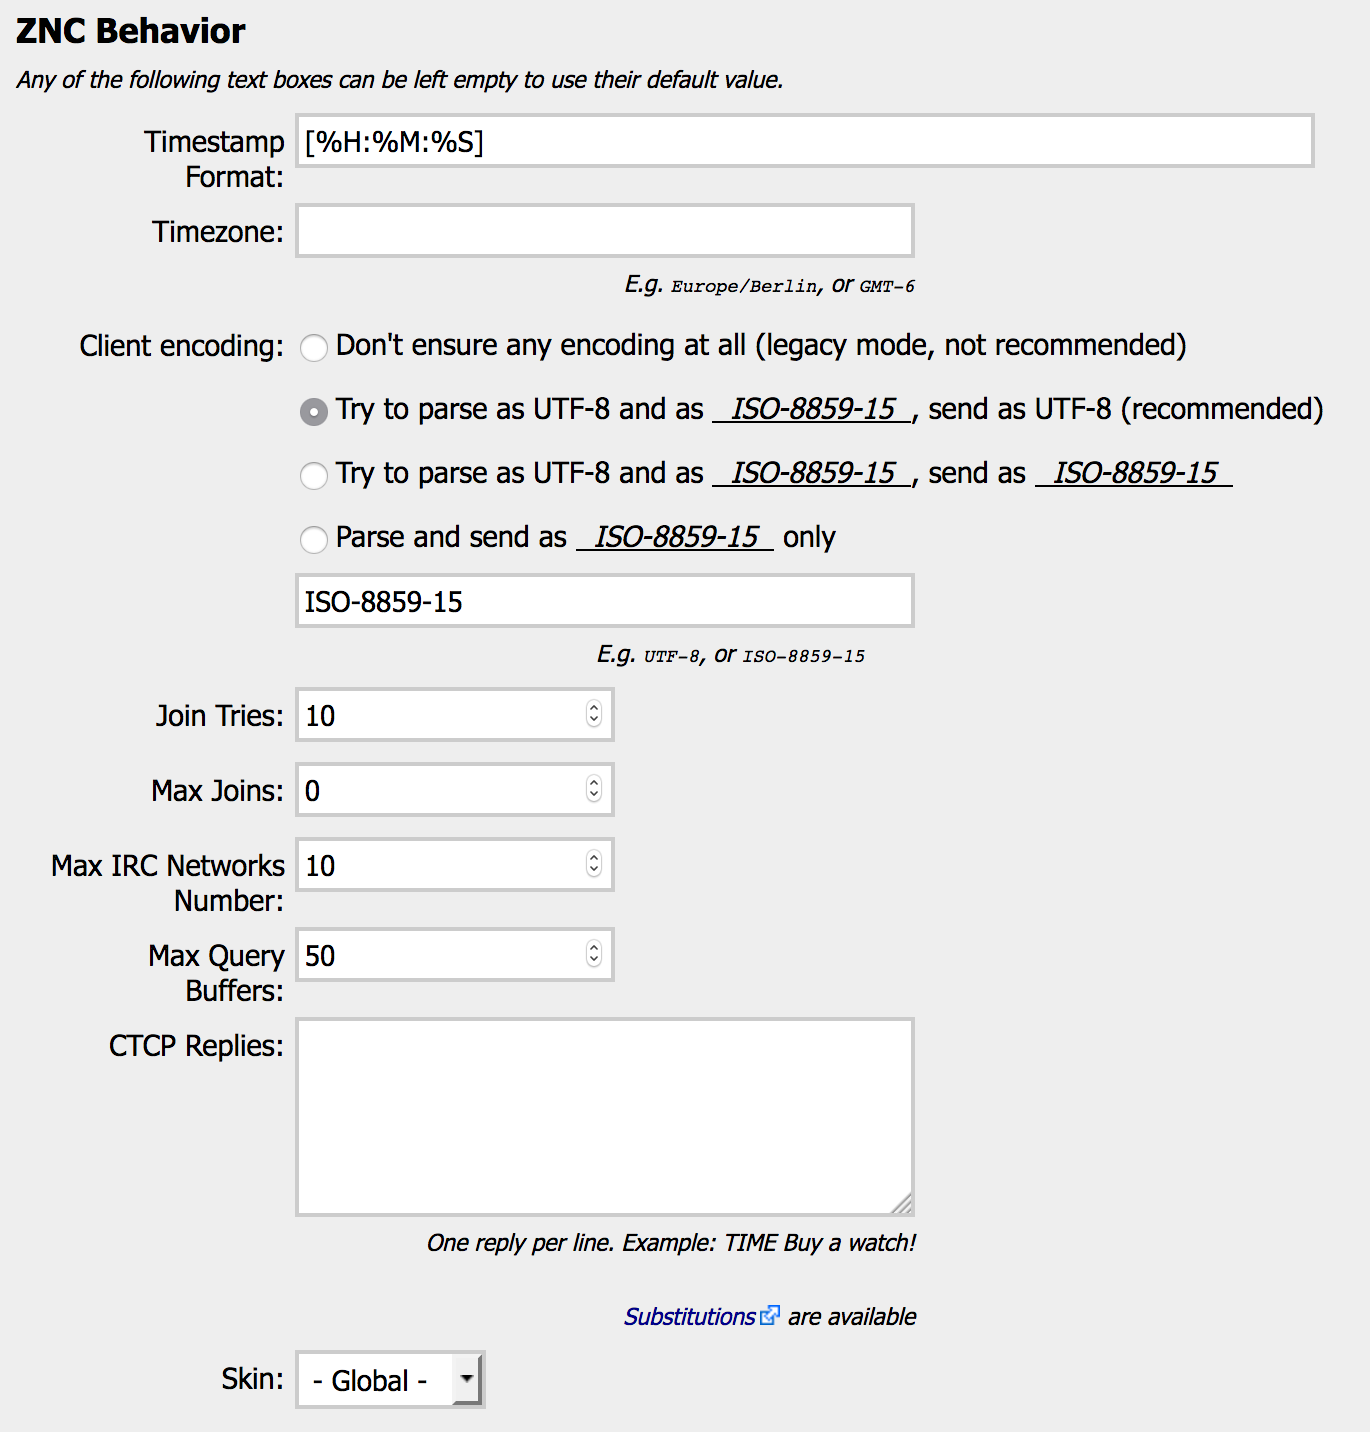 ZNC Behavior
Any of the following text boxes can be left empty to use their default value.
Timestamp Format: [%H:%M:%S]
Timezone:
E.g. Europe/Berlin, or GMT-6
Client encoding: Don't ensure any encoding at all (legacy mode, not recommended)
Try to parse as UTF-8 and as ISO-8859-15, send as UTF-8 (recommended)
Try to parse as UTF-8 and as ISO-8859-15, send as ISO-8859-15
Parse and send as ISO-8859-15 only
ISO-8859-15
E.g. UTF-8, or ISO-8859-15
Join Tries: 10
Max Joins: 0
Max IRC Networks Number: 10
Max Query Buffers: 50
CTCP Replies:
One reply per line. Example: TIME Buy a watch!
Substitutions are available
Skin: - Global -